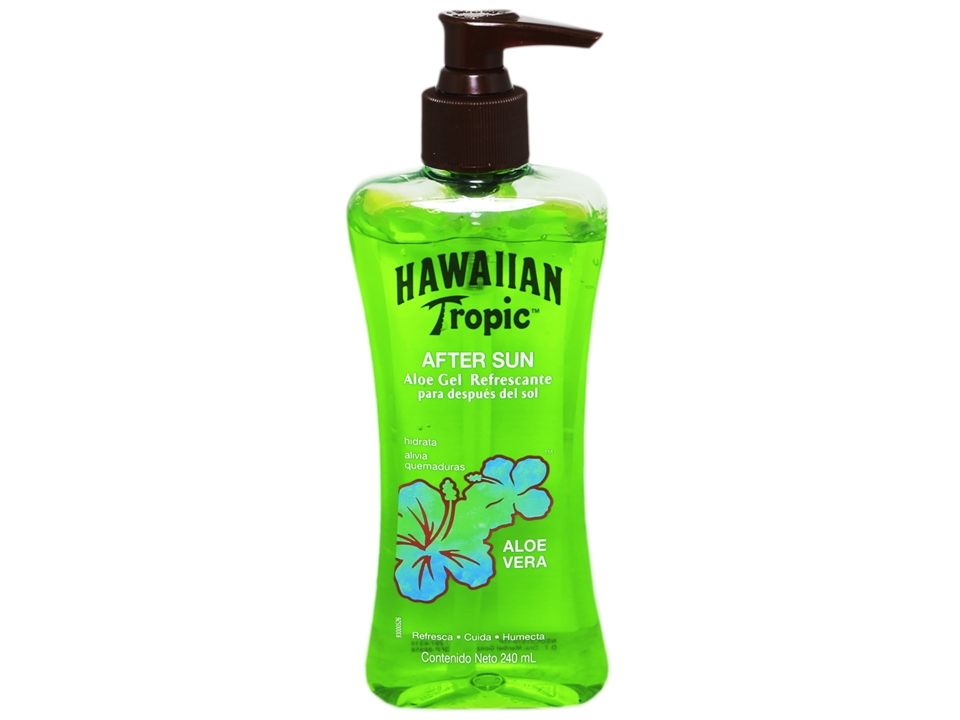 HAWAIIAN
Tropic™
AFTER SUN
Aloe Gel Refrescante
para después del sol
hidrata
alivia
quemaduras
ALOE
VERA
Refresca • Cuida • Humecta
Contenido Neto 240 mL